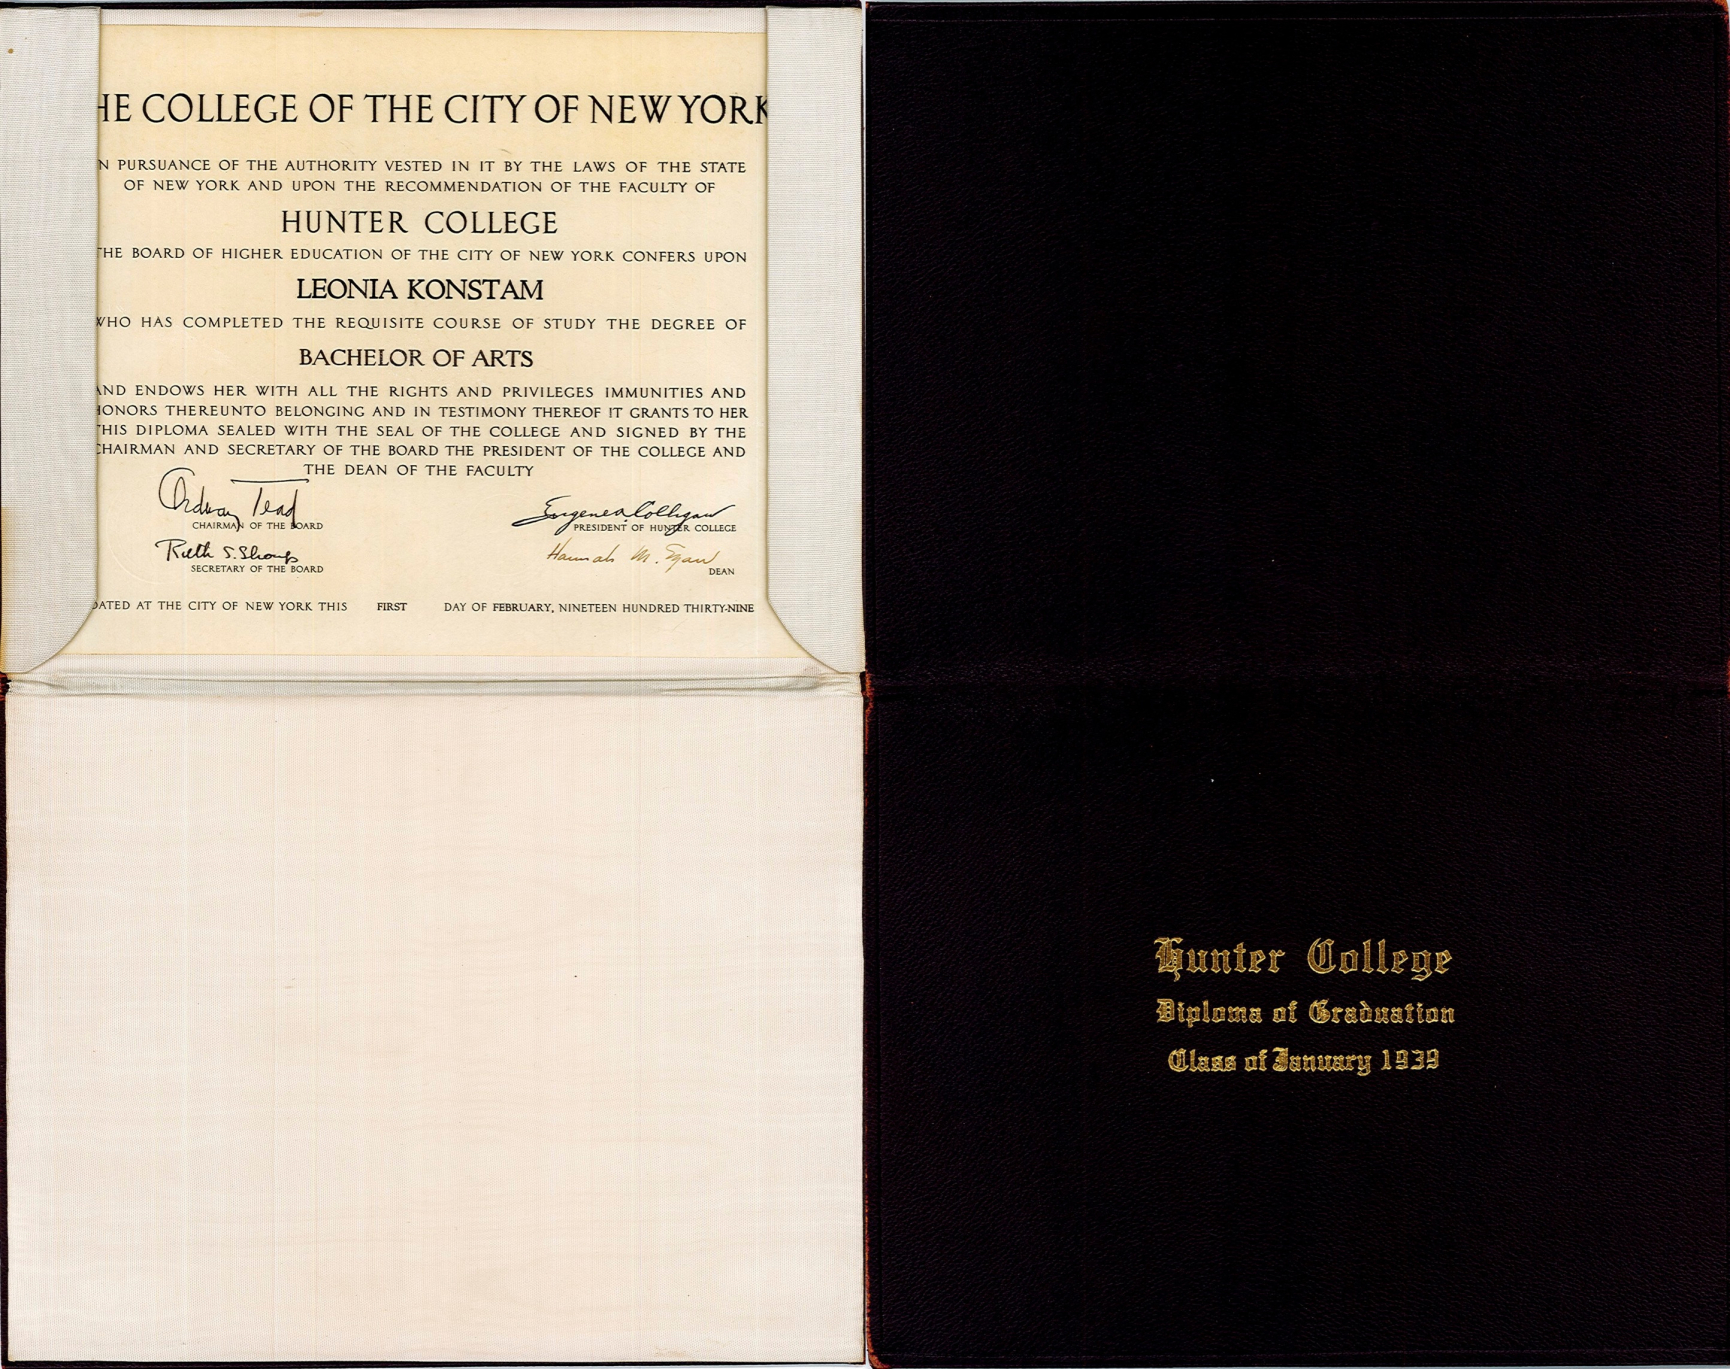 HE COLLEGE OF THE CITY OF NEW YORK
N PURSUANCE OF THE AUTHORITY VESTED IN IT BY THE LAWS OF THE STATE
OF NEW YORK AND UPON THE RECOMMENDATION OF THE FACULTY OF
HUNTER COLLEGE
THE BOARD OF HIGHER EDUCATION OF THE CITY OF NEW YORK CONFERS UPON
LEONIA KONSTAM
WHO HAS COMPLETED THE REQUISITE COURSE OF STUDY THE DEGREE OF
BACHELOR OF ARTS
AND ENDOWS HER WITH ALL THE RIGHTS AND PRIVILEGES IMMUNITIES AND
HONORS THEREUNTO BELONGING AND IN TESTIMONY THEREOF IT GRANTS TO HER
THIS DIPLOMA SEALED WITH THE SEAL OF THE COLLEGE AND SIGNED BY THE
CHAIRMAN AND SECRETARY OF THE BOARD THE PRESIDENT OF THE COLLEGE AND
THE DEAN OF THE FACULTY
Ordway Tead
CHAIRMAN OF THE BOARD
Eugene A. Colligan
PRESIDENT OF HUNTER COLLEGE
Ruth S. Shoup
SECRETARY OF THE BOARD
Hannah M. Egan
DEAN
DATED AT THE CITY OF NEW YORK THIS FIRST DAY OF FEBRUARY, NINETEEN HUNDRED THIRTY-NINE
Hunter College
Diploma of Graduation
Class of January 1939